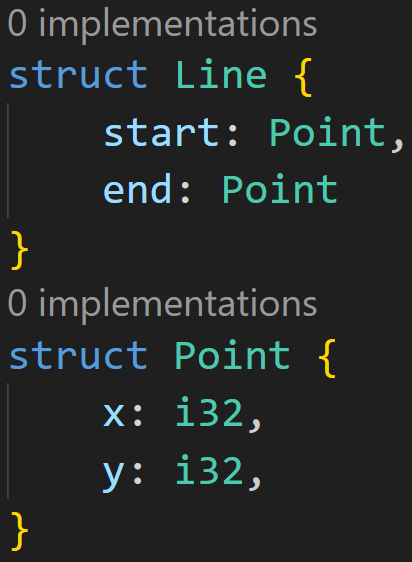 0 implementations
struct Line {
    start: Point,
    end: Point
}
0 implementations
struct Point {
    x: i32,
    y: i32,
}